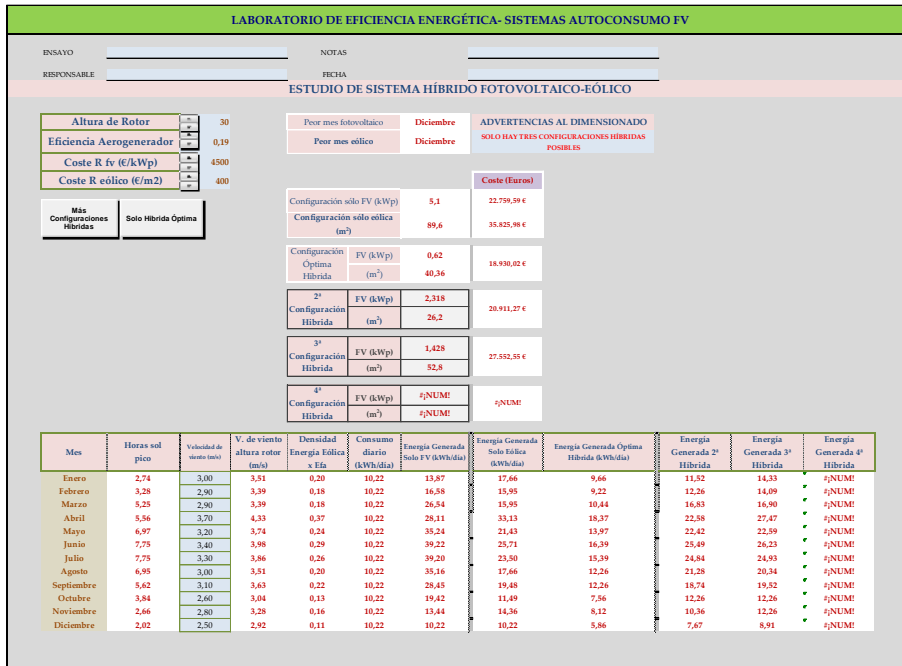 LABORATORIO DE EFICIENCIA ENERGÉTICA- SISTEMAS AUTOCONSUMO FV
ENSAYO NOTAS
RESPONSABLE FECHA
ESTUDIO DE SISTEMA HÍBRIDO FOTOVOLTAICO-EÓLICO
Altura de Rotor 30
Eficiencia Aerogenerador 0,19
Coste R fv (€/kWp) 4500
Coste R eólico (€/m2) 400
Peor mes fotovoltaico Diciembre
Peor mes eólico Diciembre
ADVERTENCIAS AL DIMENSIONADO
SOLO HAY TRES CONFIGURACIONES HÍBRIDAS
POSIBLES
Más
Configuraciones
Híbridas
Solo Hibrida Óptima
Coste (Euros)
Configuración sólo FV (kWp) 5,1 22.759,59 €
Configuración sólo eólica
(m²) 89,6 35.825,98 €
Configuración
Óptima
Hibrida
FV (kWp) 0,62
(m²) 40,36
18.930,02 €
2ª
Configuración
Hibrida
FV (kWp) 2,318
(m²) 26,2
20.911,27 €
3ª
Configuración
Hibrida
FV (kWp) 1,428
(m²) 52,8
27.552,55 €
4ª
Configuración
Hibrida
FV (kWp) #¡NUM!
(m²) #¡NUM!
#¡NUM!
Mes
Horas sol
pico
Velocidad de
viento (m/s)
V. de viento
altura rotor
(m/s)
Densidad
Energia Eólica
x Efa
Consumo
diario
(kWh/dia)
Energía Generada
Solo FV (kWh/día)
Energía Generada
Solo Eólica
(kWh/día)
Energía Generada Óptima
Hibrida (kWh/día)
Energía
Generada 2ª
Hibrida
Energía
Generada 3ª
Hibrida
Energía
Generada 4ª
Hibrida
Enero 2,74 3,00 3,51 0,20 10,22 13,87 17,66 9,66 11,52 14,33 #¡NUM!
Febrero 3,28 2,90 3,39 0,18 10,22 16,58 15,95 9,22 12,26 14,09 #¡NUM!
Marzo 5,25 2,90 3,39 0,18 10,22 26,54 15,95 10,44 16,83 16,90 #¡NUM!
Abril 5,56 3,70 4,33 0,37 10,22 28,11 33,13 18,37 22,58 27,47 #¡NUM!
Mayo 6,97 3,20 3,74 0,24 10,22 35,24 21,43 13,97 22,42 22,59 #¡NUM!
Junio 7,75 3,40 3,98 0,29 10,22 39,22 25,71 16,39 25,49 26,23 #¡NUM!
Julio 7,75 3,30 3,86 0,26 10,22 39,20 23,50 15,39 24,84 24,93 #¡NUM!
Agosto 6,95 3,00 3,51 0,20 10,22 35,16 17,66 12,26 21,28 20,34 #¡NUM!
Septiembre 5,62 3,10 3,63 0,22 10,22 28,45 19,48 12,26 18,74 19,52 #¡NUM!
Octubre 3,84 2,60 3,04 0,13 10,22 19,42 11,49 7,56 12,26 12,26 #¡NUM!
Noviembre 2,66 2,80 3,28 0,16 10,22 13,44 14,36 8,12 10,36 12,26 #¡NUM!
Diciembre 2,02 2,50 2,92 0,11 10,22 10,22 10,22 5,86 7,67 8,91 #¡NUM!